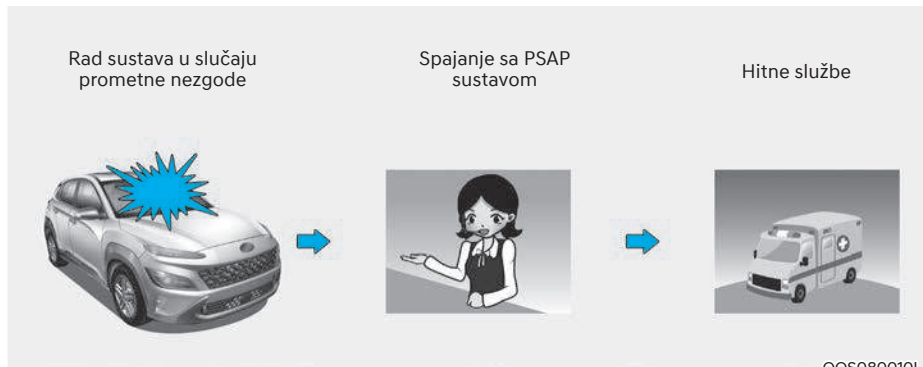 Rad sustava u slučaju
prometne nezgode
Spajanje sa PSAP
sustavom
Hitne službe